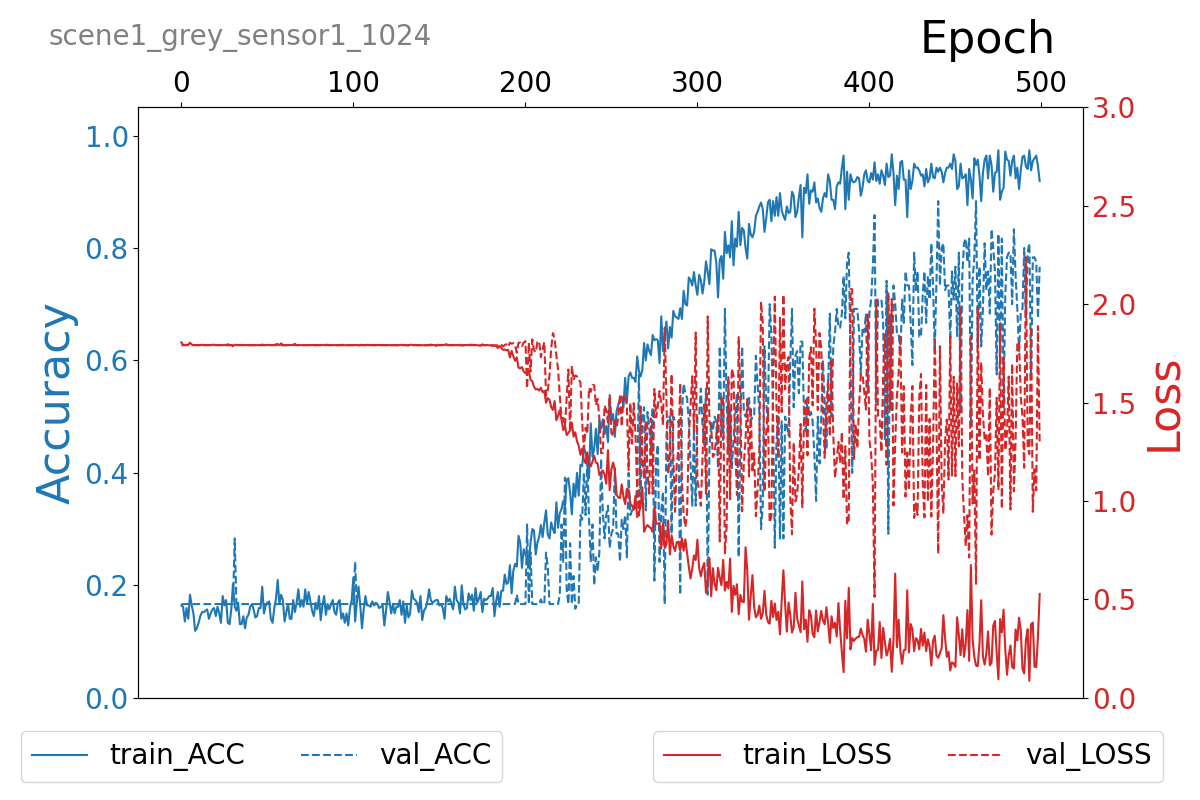 scene1_grey_sensor1_1024
Epoch
0 100 200 300 400 500
1.0
0.8
0.6
0.4
0.2
0.0
Accuracy
3.0
2.5
2.0
1.5
1.0
0.5
0.0
Loss
train_ACC val_ACC
train_LOSS val_LOSS